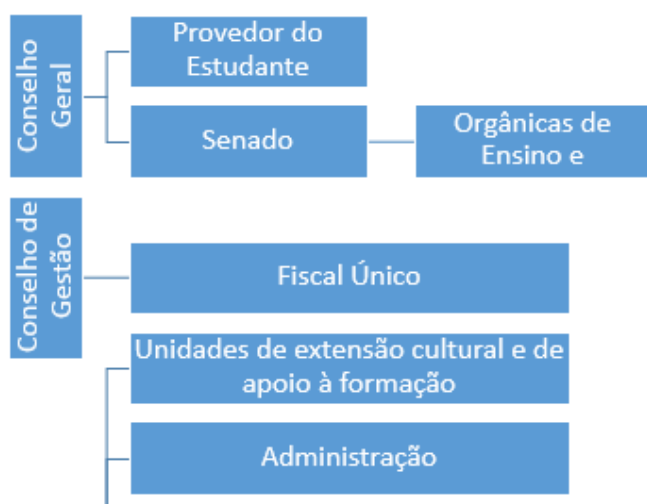 Conselho
Geral
Provedor do
Estudante
Senado
Orgânicas de
Ensino e
Conselho de
Gestão
Fiscal Único
Unidades de extensão cultural e de
apoio à formação
Administração